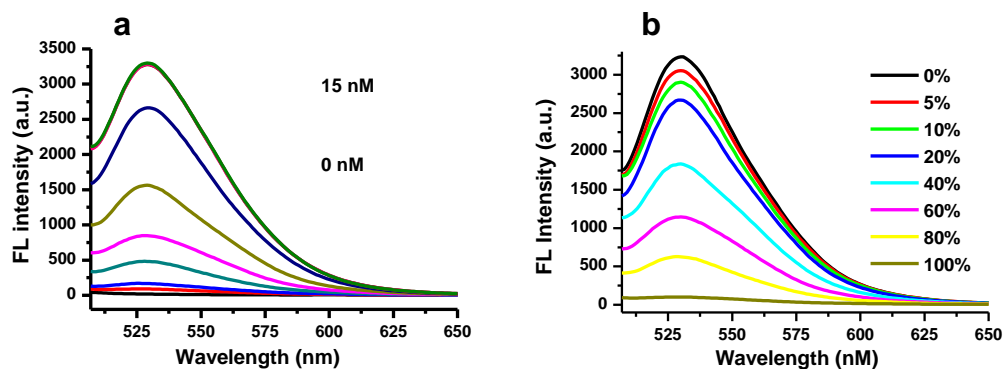 a
3500
3000
2500
2000
1500
1000
500
0
FL intensity (a.u.)
15 nM
0 nM
525 550 575 600 625 650
Wavelength (nm)
b
3000
2500
2000
1500
1000
500
0
FL Intensity (a.u.)
0%
5%
10%
20%
40%
60%
80%
100%
525 550 575 600 625 650
Wavelength (nM)